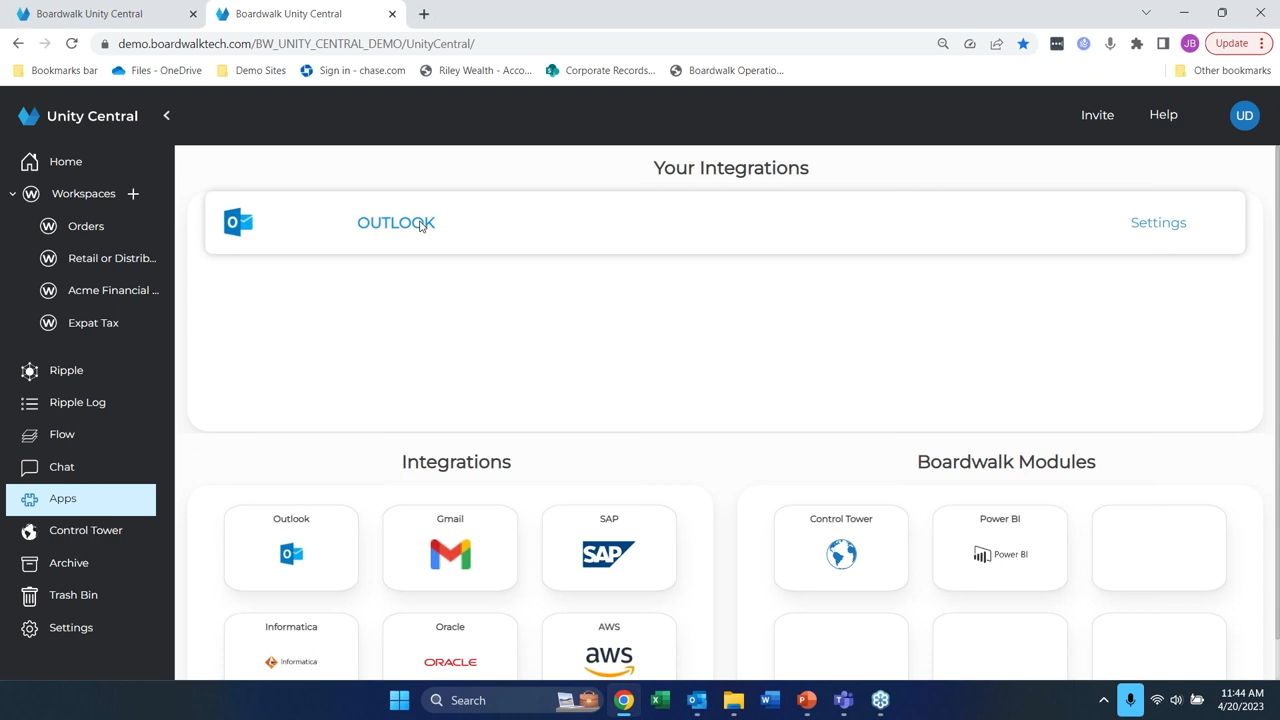 Boardwalk Unity Central
Boardwalk Unity Central
demo.boardwalktech.com/BW_UNITY_CENTRAL_DEMO/UnityCentral/
JB
Update
Bookmarks bar
Files - OneDrive
Demo Sites
Sign in - chase.com
Riley Wealth - Acco...
Corporate Records...
Boardwalk Operatio...
Other bookmarks
Unity Central
Invite
Help
UD
Home
Workspaces
Orders
Retail or Distrib...
Acme Financial ...
Expat Tax
Ripple
Ripple Log
Flow
Chat
Apps
Control Tower
Archive
Trash Bin
Settings
Your Integrations
OUTLOOK
Settings
Integrations
Outlook
Gmail
SAP
SAP
Informatica
Informatica
Oracle
ORACLE
AWS
aws
Boardwalk Modules
Control Tower
Power BI
Power BI
Search
11:44 AM
4/20/2023